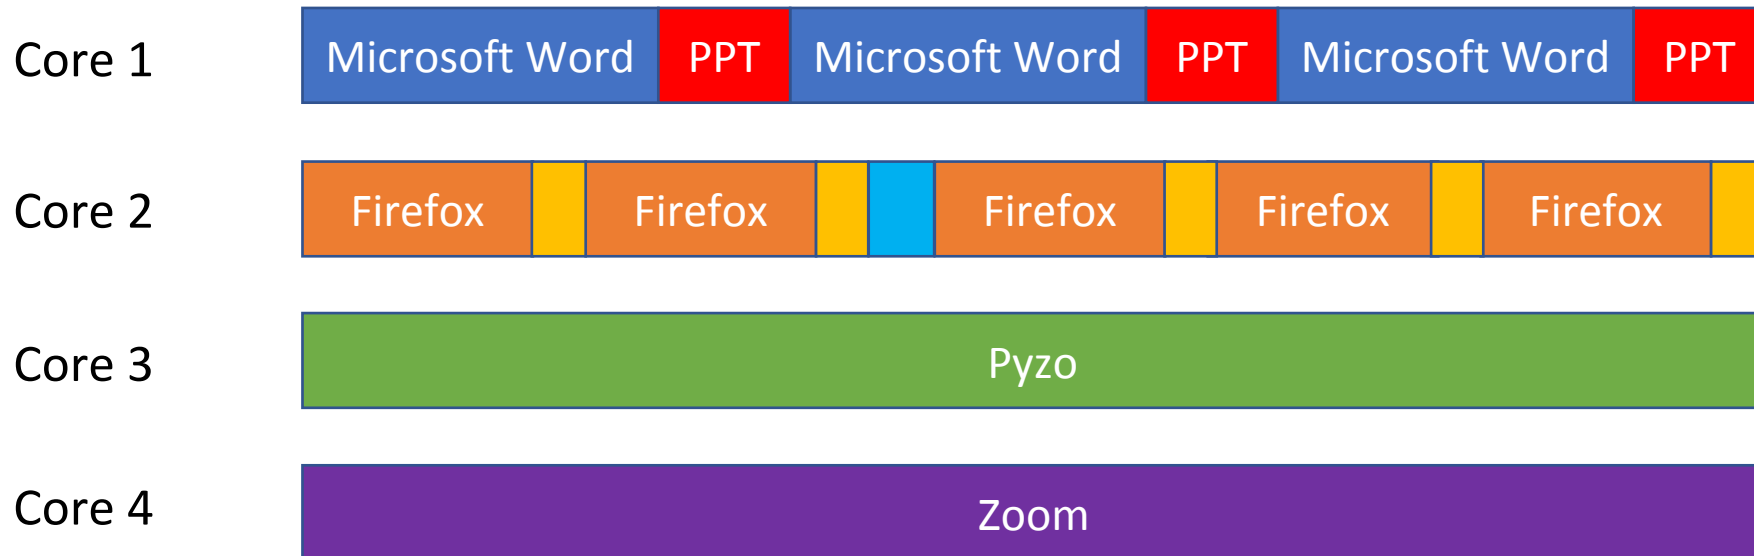 Core 1 Microsoft Word PPT Microsoft Word PPT Microsoft Word PPT
Core 2 Firefox Firefox Firefox Firefox Firefox
Core 3 Pyzo
Core 4 Zoom